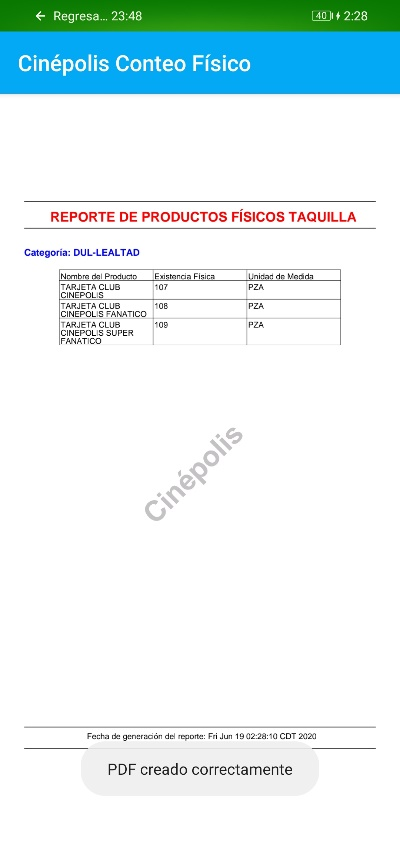 Regresa... 23:48
40 2:28
Cinépolis Conteo Físico
REPORTE DE PRODUCTOS FÍSICOS TAQUILLA
Categoría: DUL-LEALTAD
Nombre del Producto Existencia Física Unidad de Medida
TARJETA CLUB 107 PZA
CINEPOLIS
TARJETA CLUB 108 PZA
CINEPOLIS FANATICO
TARJETA CLUB 109 PZA
CINEPOLIS SUPER
FANATICO
Cinépolis
Fecha de generación del reporte: Fri Jun 19 02:28:10 CDT 2020
PDF creado correctamente